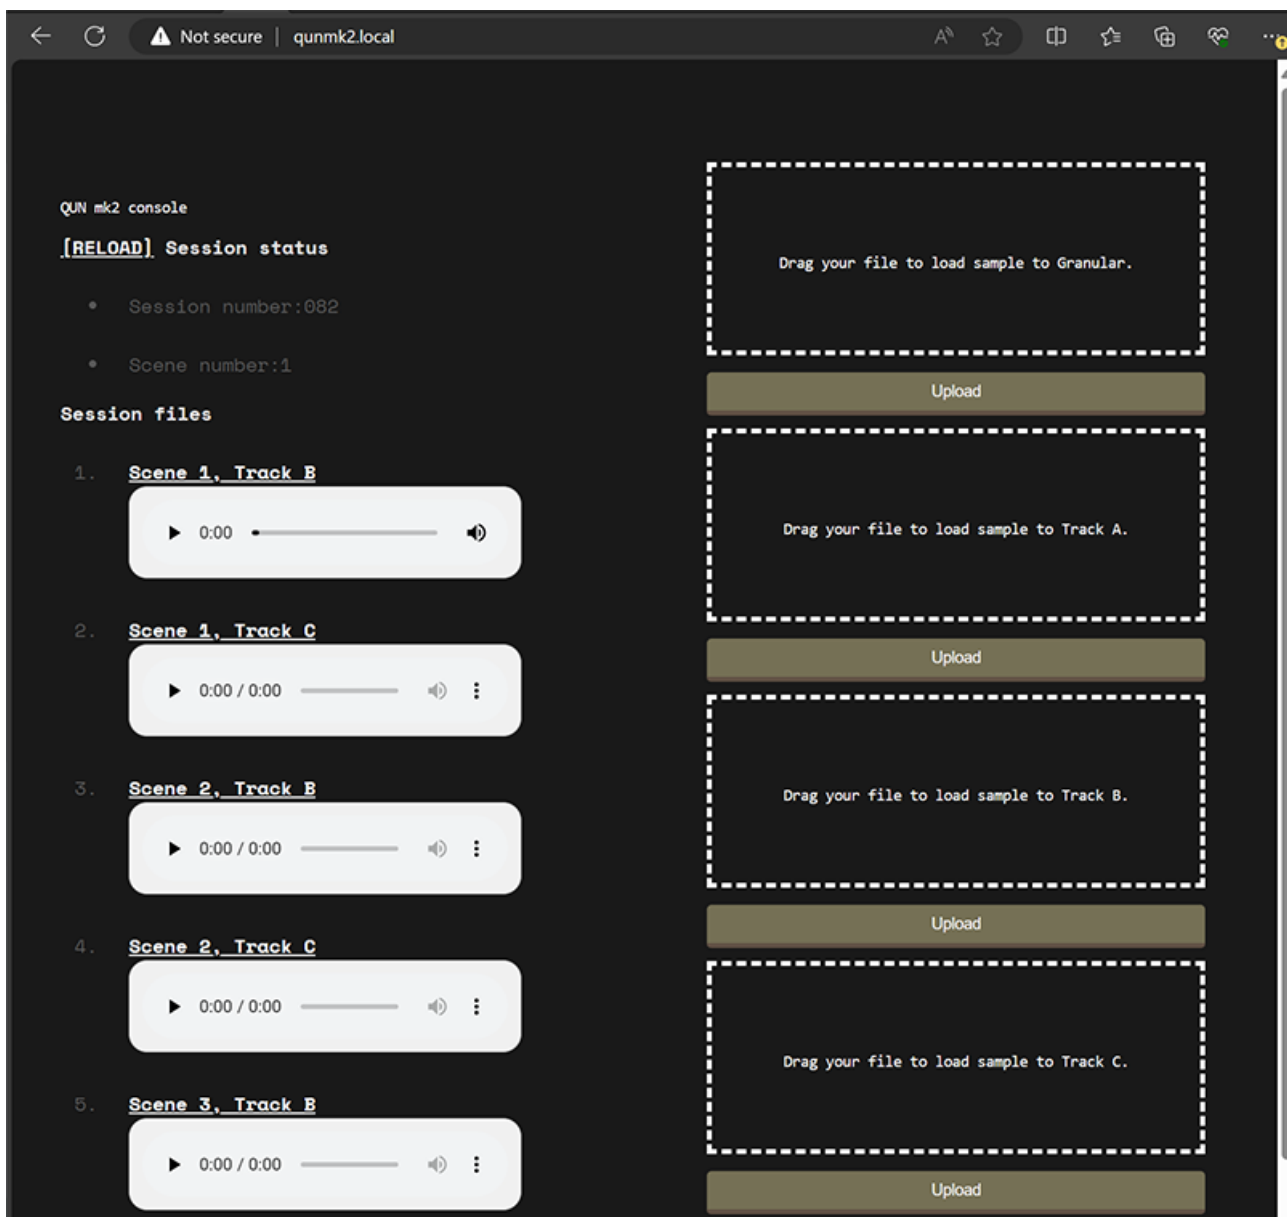 Not secure | qunmk2.local
QUN mk2 console
[RELOAD] Session status
Session number:082
Scene number:1
Session files
1. Scene 1, Track B
0:00
2. Scene 1, Track C
0:00 / 0:00
3. Scene 2, Track B
0:00 / 0:00
4. Scene 2, Track C
0:00 / 0:00
5. Scene 3, Track B
0:00 / 0:00
Drag your file to load sample to Granular.
Upload
Drag your file to load sample to Track A.
Upload
Drag your file to load sample to Track B.
Upload
Drag your file to load sample to Track C.
Upload